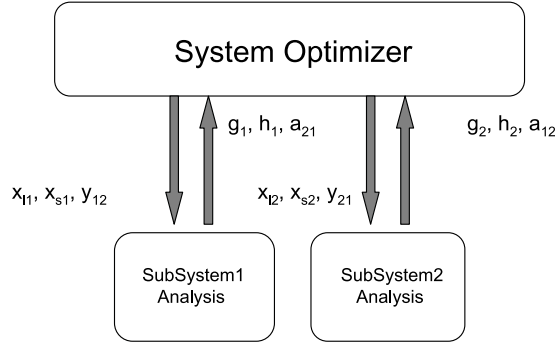 System Optimizer
g₁, h₁, a₂₁
g₂, h₂, a₁₂
xₗ₁, xₛ₁, y₁₂
xₗ₂, xₛ₂, y₂₁
SubSystem1
Analysis
SubSystem2
Analysis